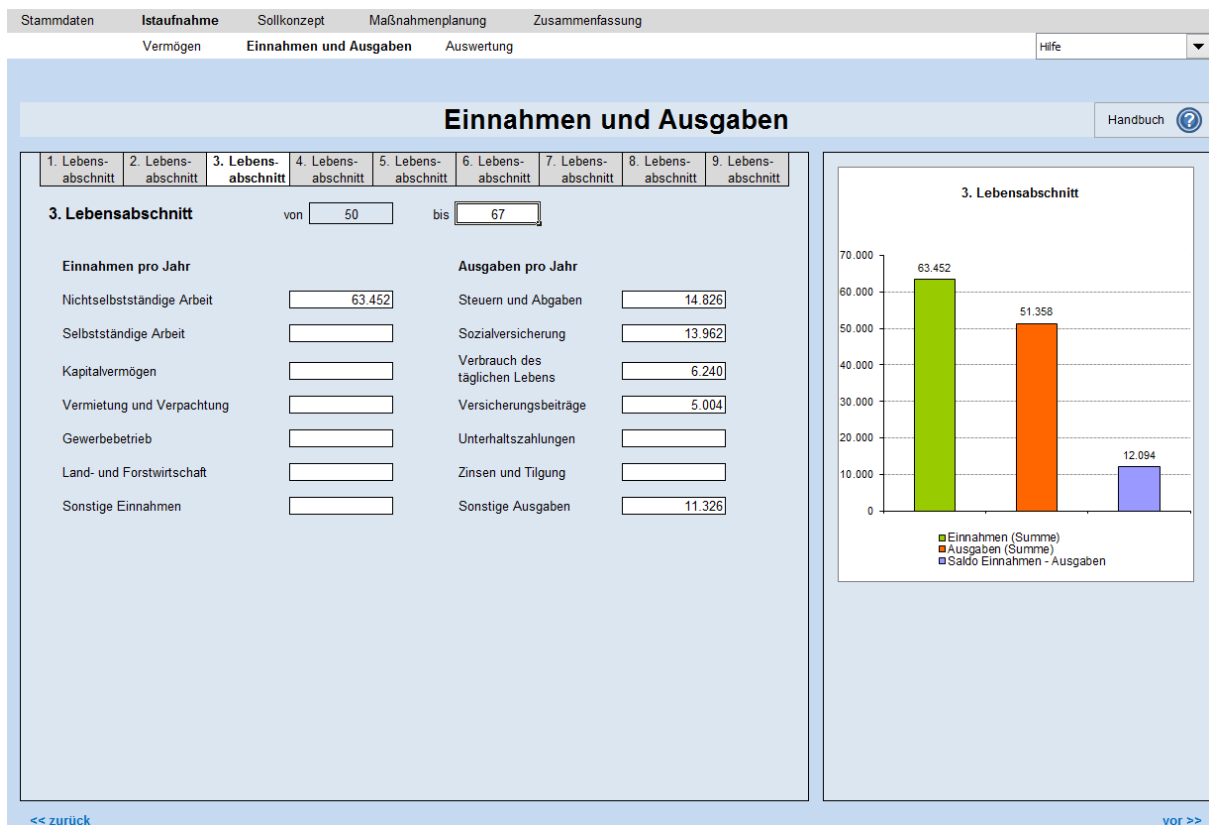 Stammdaten Istaufnahme Sollkonzept Maßnahmenplanung Zusammenfassung
Vermögen Einnahmen und Ausgaben Auswertung Hilfe
Einnahmen und Ausgaben
Handbuch ?
1. Lebens-abschnitt 2. Lebens-abschnitt 3. Lebens-abschnitt 4. Lebens-abschnitt 5. Lebens-abschnitt 6. Lebens-abschnitt 7. Lebens-abschnitt 8. Lebens-abschnitt 9. Lebens-abschnitt
3. Lebensabschnitt von 50 bis 67
Einnahmen pro Jahr Ausgaben pro Jahr
Nichtselbstständige Arbeit 63.452 Steuern und Abgaben 14.826
Selbstständige Arbeit Sozialversicherung 13.962
Kapitalvermögen Verbrauch des
täglichen Lebens 6.240
Vermietung und Verpachtung Versicherungsbeiträge 5.004
Gewerbebetrieb Unterhaltszahlungen
Land- und Forstwirtschaft Zinsen und Tilgung
Sonstige Einnahmen Sonstige Ausgaben 11.326
3. Lebensabschnitt
70.000
60.000
50.000
40.000
30.000
20.000
10.000
0
63.452
51.358
12.094
Einnahmen (Summe)
Ausgaben (Summe)
Saldo Einnahmen - Ausgaben
<< zurück vor >>